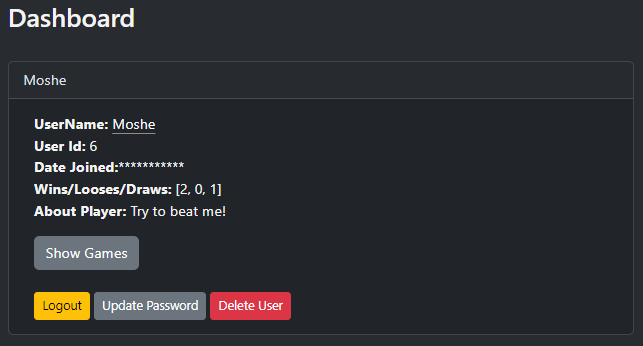 Dashboard
Moshe
UserName: Moshe
User Id: 6
Date Joined:***********
Wins/Looses/Draws: [2, 0, 1]
About Player: Try to beat me!
Show Games
Logout Update Password Delete User